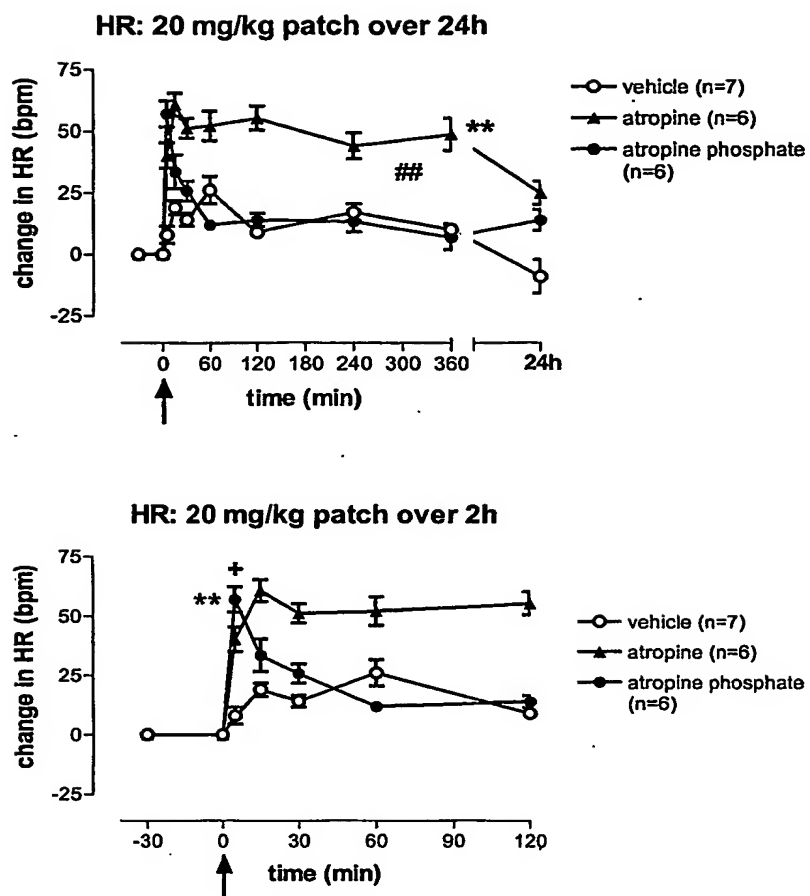 HR: 20 mg/kg patch over 24h
change in HR (bpm)
75
50
25
0
-25
**
##
vehicle (n=7)
atropine (n=6)
atropine phosphate
(n=6)
0 60 120 180 240 300 360 24h
time (min)
HR: 20 mg/kg patch over 2h
change in HR (bpm)
75
50
25
0
-25
+
**
vehicle (n=7)
atropine (n=6)
atropine phosphate
(n=6)
-30 0 30 60 90 120
time (min)